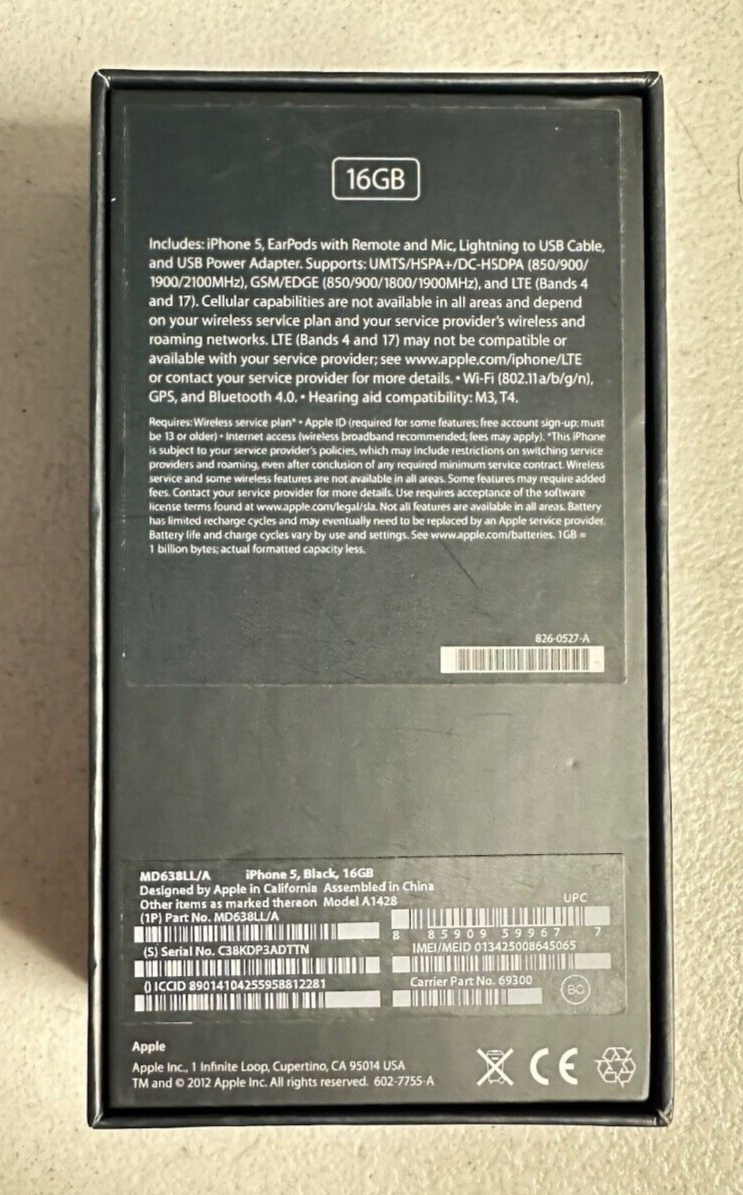 16GB
Includes: iPhone 5, EarPods with Remote and Mic, Lightning to USB Cable,
and USB Power Adapter. Supports: UMTS/HSPA+/DC-HSDPA (850/900/
1900/2100MHz), GSM/EDGE (850/900/1800/1900MHz), and LTE (Bands 4
and 17). Cellular capabilities are not available in all areas and depend
on your wireless service plan and your service provider's wireless and
roaming networks. LTE (Bands 4 and 17) may not be compatible or
available with your service provider; see www.apple.com/iphone/LTE
or contact your service provider for more details. • Wi-Fi (802.11a/b/g/n),
GPS, and Bluetooth 4.0. • Hearing aid compatibility: M3, T4.
Requires: Wireless service plan* • Apple ID (required for some features; free account sign-up; must
be 13 or older) • Internet access (wireless broadband recommended; fees may apply). *This iPhone
is subject to your service provider's policies, which may include restrictions on switching service
providers and roaming, even after conclusion of any required minimum service contract. Wireless
service and some wireless features are not available in all areas. Some features may require added
fees. Contact your service provider for more details. Use requires acceptance of the software
license terms found at www.apple.com/legal/sla. Not all features are available in all areas. Battery
has limited recharge cycles and may eventually need to be replaced by an Apple service provider.
Battery life and charge cycles vary by use and settings. See www.apple.com/batteries. 1GB =
1 billion bytes; actual formatted capacity less.
826-0527-A
MD638LL/A iPhone 5, Black, 16GB
Designed by Apple in California Assembled in China
Other items as marked thereon Model A1428
UPC
(1P) Part No. MD638LL/A
8 85909 59967 7
(S) Serial No. C38KDP3ADTTN
IMEI/MEID 013425008645065
() ICCID 89014104255958812281
Carrier Part No. 69300
BC
Apple
Apple Inc., 1 Infinite Loop, Cupertino, CA 95014 USA
TM and © 2012 Apple Inc. All rights reserved. 602-7755-A
CE